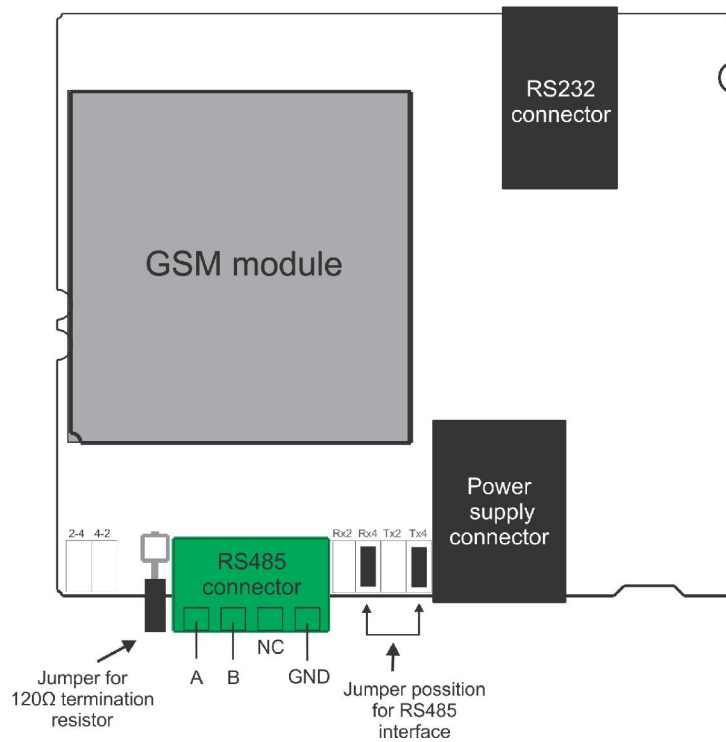 RS232
connector
GSM module
Power
supply
connector
2-4 4-2
Rx2 Rx4 Tx2 Tx4
RS485
connector
NC
A B GND
Jumper for
120Ω termination
resistor
Jumper possition
for RS485
interface